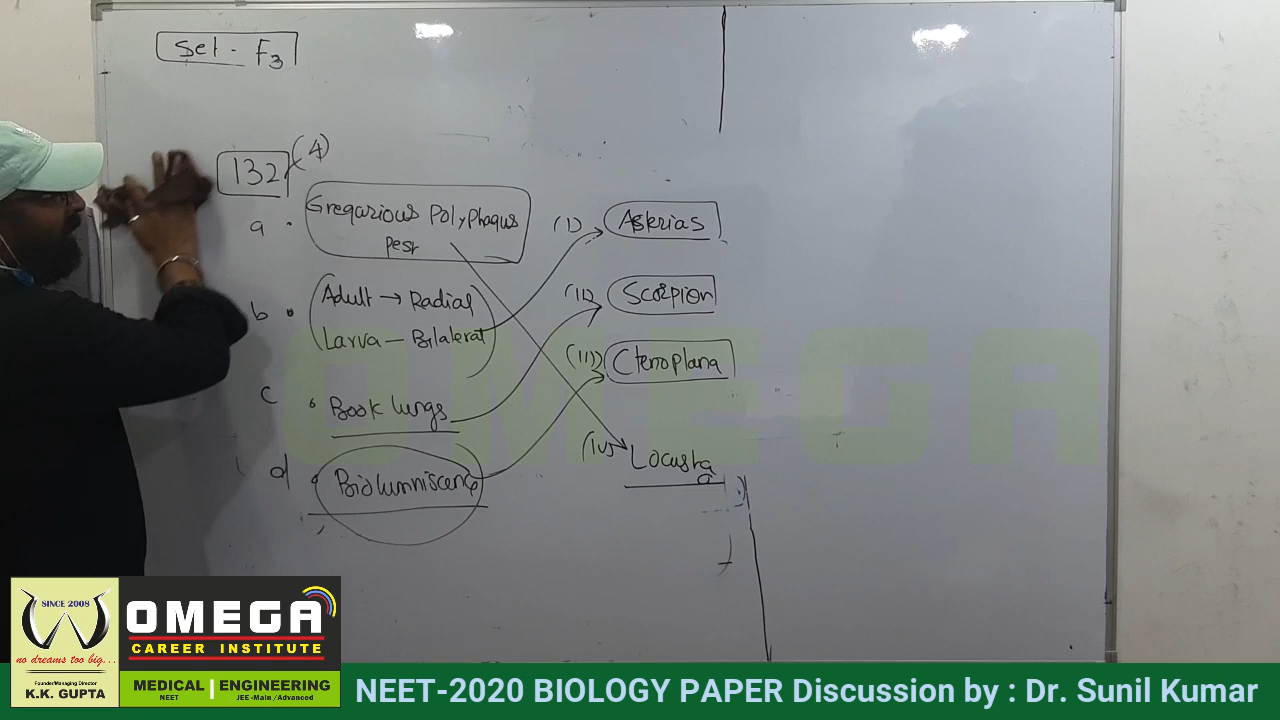 Set - F3
132 (4)
a . Gregarious Polyphagus
Pest
(I) Asterias
b . Adult → Radial
Larva — Bilaterat
(II) Scorpion
(III) Ctenoplana
c . Book lungs
(IV) Locusta
d . Bioluminiscence
OMEGA
SINCE 2008
no dreams too big...
Founder/Managing Director
K.K. GUPTA
OMEGA
CAREER INSTITUTE
MEDICAL | ENGINEERING
NEET JEE-Main /Advanced
NEET-2020 BIOLOGY PAPER Discussion by : Dr. Sunil Kumar